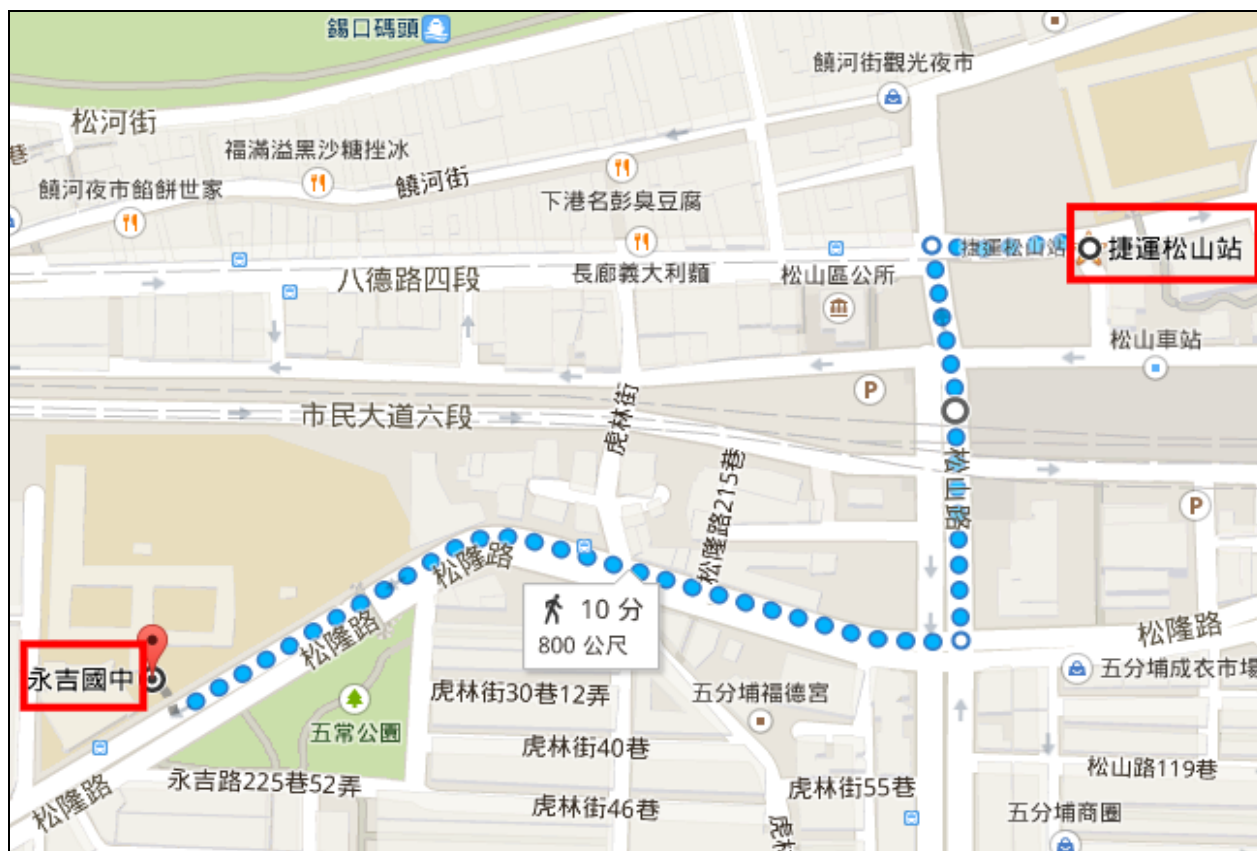 錫口碼頭
饒河街觀光夜市
松河街
巷
福滿溢黑沙糖挫冰
饒河街
饒河夜市餡餅世家
下港名彭臭豆腐
捷運松山站
捷運松山站
長廊義大利麵
松山區公所
八德路四段
松山車站
P
虎林街
市民大道六段
松隆路215巷
松山路
P
松隆路
10 分
800 公尺
松隆路
松隆路
永吉國中
五分埔成衣市場
虎林街30巷12弄
五分埔福德宮
五常公園
虎林街40巷
松山路119巷
永吉路225巷52弄
虎林街55巷
松隆路
虎林街46巷
五分埔商圈
虎